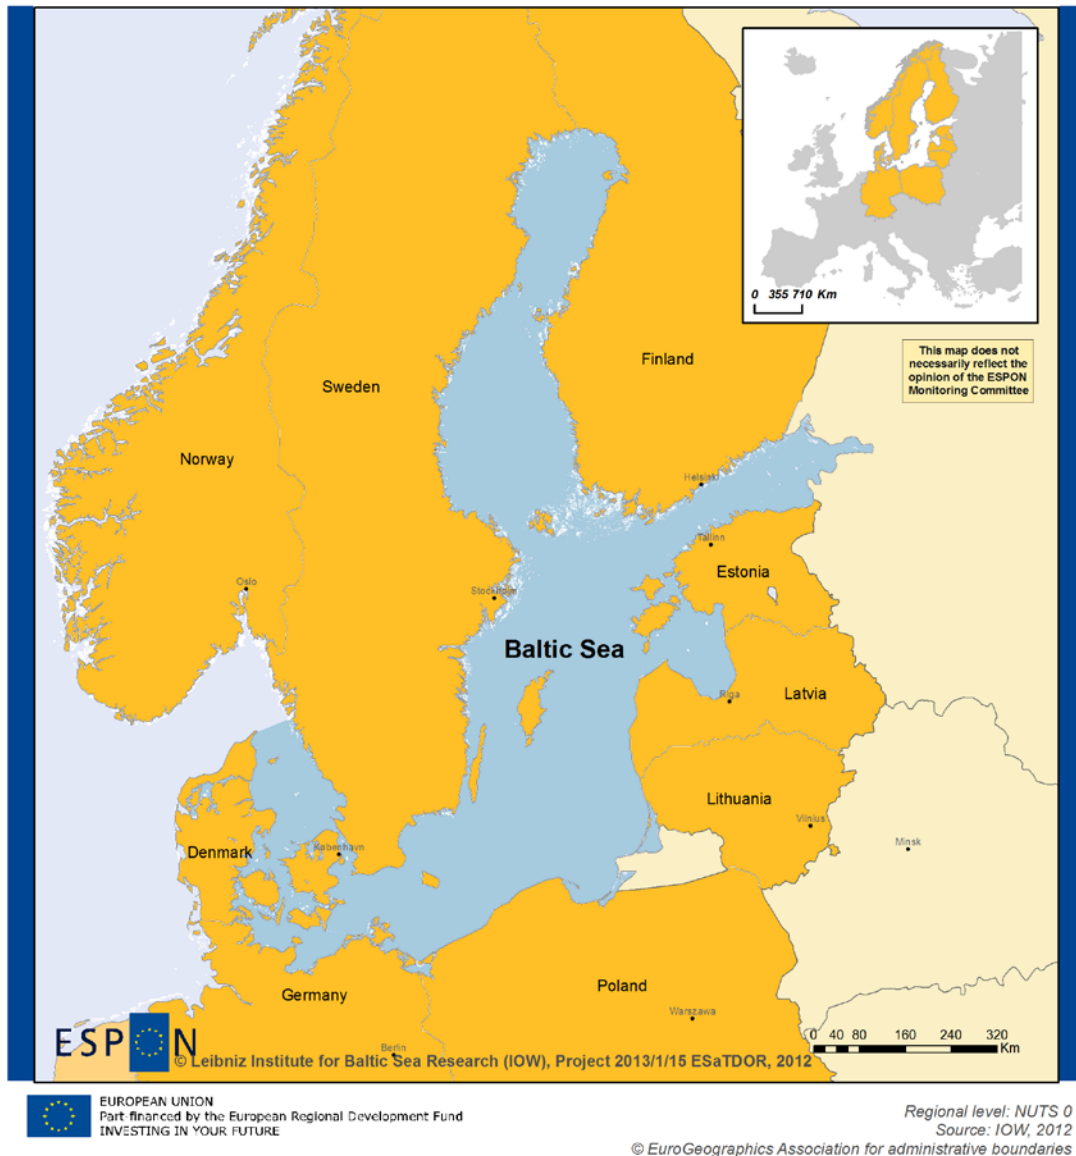 0 355 710 Km
This map does not
necessarily reflect the
opinion of the ESPON
Monitoring Committee
Finland
Sweden
Norway
Helsinki
Tallinn
Estonia
Oslo
Stockholm
Baltic Sea
Latvia
Riga
Lithuania
Vilnius
Minsk
Denmark
København
Poland
Germany
Warszawa
Berlin
0 40 80 160 240 320
Km
ESPON
© Leibniz Institute for Baltic Sea Research (IOW), Project 2013/1/15 ESaTDOR, 2012
EUROPEAN UNION
Part-financed by the European Regional Development Fund
INVESTING IN YOUR FUTURE
Regional level: NUTS 0
Source: IOW, 2012
© EuroGeographics Association for administrative boundaries